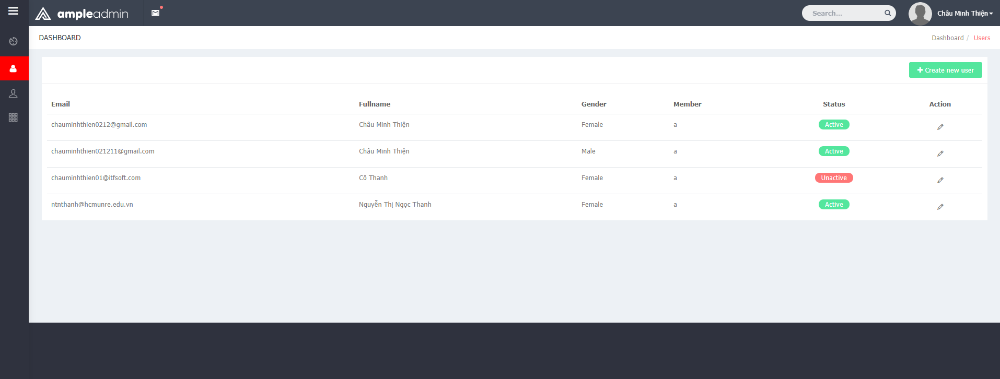 ampleadmin
Search...
Châu Minh Thiện
DASHBOARD
Dashboard / Users
Create new user
Email Fullname Gender Member Status Action
chauminhthien0212@gmail.com Châu Minh Thiện Female a Active
chauminhthien021211@gmail.com Châu Minh Thiện Male a Active
chauminhthien01@itfsoft.com Cô Thanh Female a Unactive
ntnthanh@hcmunre.edu.vn Nguyễn Thị Ngọc Thanh Female a Active